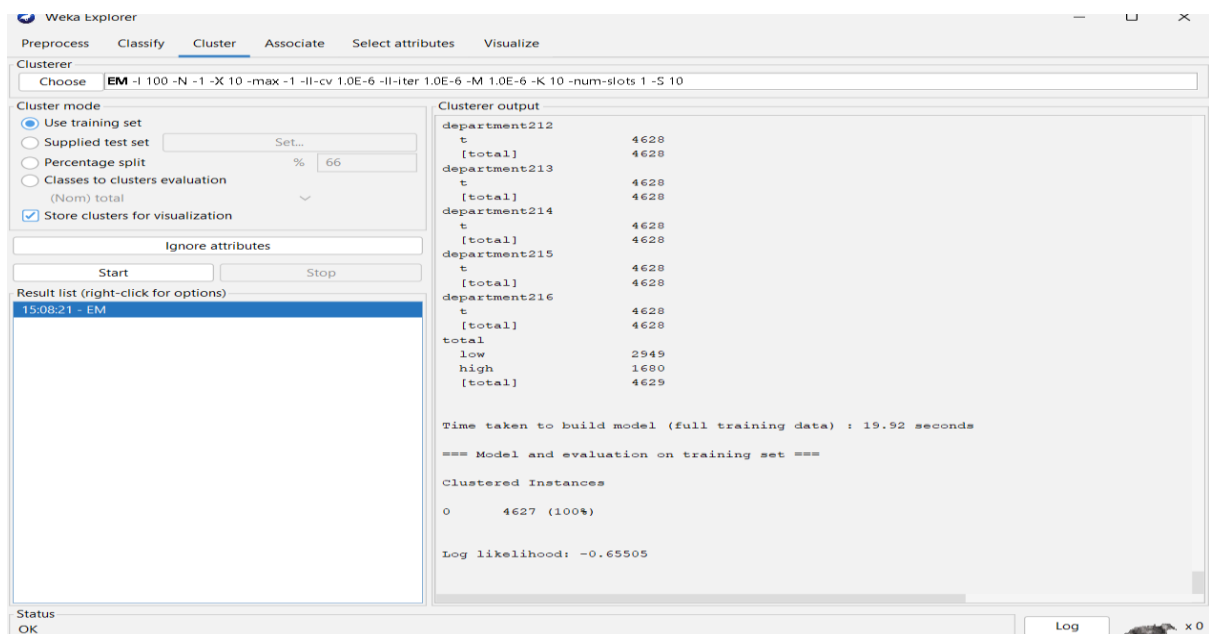 Weka Explorer
Preprocess Classify Cluster Associate Select attributes Visualize
Clusterer
Choose EM -I 100 -N -1 -X 10 -max -1 -ll-cv 1.0E-6 -ll-iter 1.0E-6 -M 1.0E-6 -K 10 -num-slots 1 -S 10
Cluster mode
Use training set
Supplied test set Set...
Percentage split % 66
Classes to clusters evaluation
(Nom) total
Store clusters for visualization
Ignore attributes
Start Stop
Result list (right-click for options)
15:08:21 - EM
Clusterer output
department212
t 4628
[total] 4628
department213
t 4628
[total] 4628
department214
t 4628
[total] 4628
department215
t 4628
[total] 4628
department216
t 4628
[total] 4628
total
low 2949
high 1680
[total] 4629
Time taken to build model (full training data) : 19.92 seconds
=== Model and evaluation on training set ===
Clustered Instances
0 4627 (100%)
Log likelihood: -0.65505
Status
OK
Log x 0